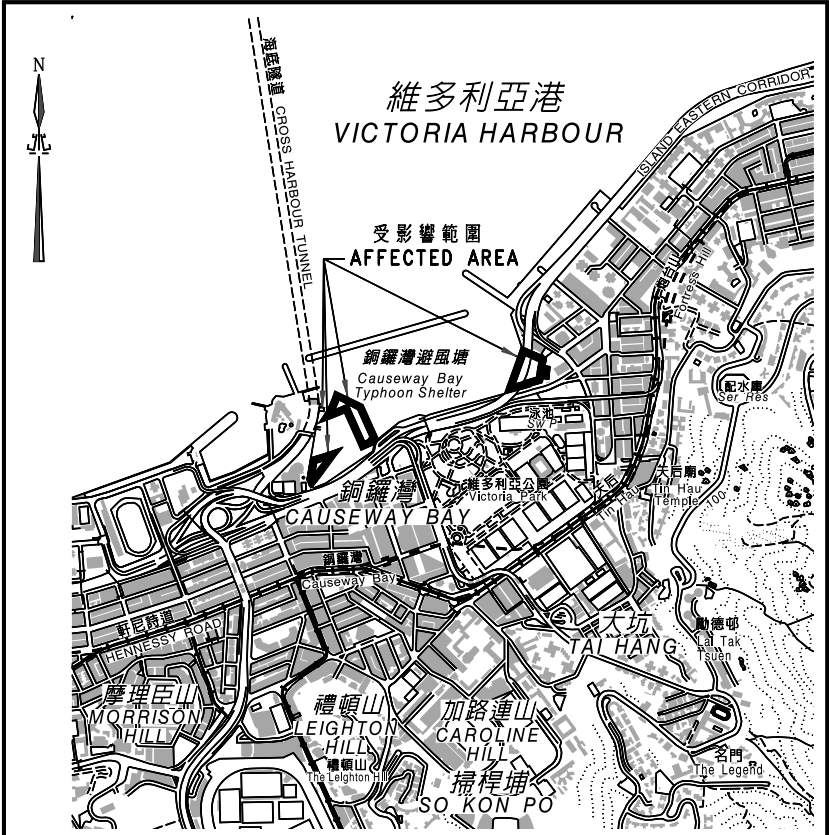 N
海底隧道 CROSS HARBOUR TUNNEL
維多利亞港
VICTORIA HARBOUR
ISLAND EASTERN CORRIDOR
受影響範圍
AFFECTED AREA
Fortress Hill
銅鑼灣避風塘
Causeway Bay
Typhoon Shelter
配水庫
Ser Res
泳池
SWP
維多利亞公園
Victoria Park
天后
Tin Hau
天后廟
Tin Hau
Temple
100
銅鑼灣
CAUSEWAY BAY
銅鑼灣
Causeway Bay
軒尼詩道
HENNESSY ROAD
大坑
TAI HANG
勵德邨
Lai Tak
Tsuen
摩理臣山
MORRISON
HILL
禮頓山
LEIGHTON
HILL
禮頓山
The Leighton Hill
加路連山
CAROLINE
HILL
掃桿埔
SO KON PO
名門
The Legend